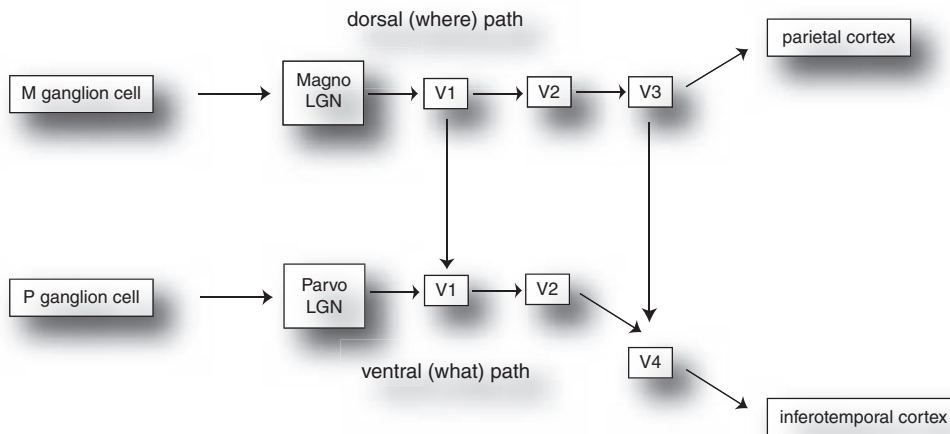 dorsal (where) path
parietal cortex
M ganglion cell
Magno
LGN
V1
V2
V3
P ganglion cell
Parvo
LGN
V1
V2
V4
ventral (what) path
inferotemporal cortex